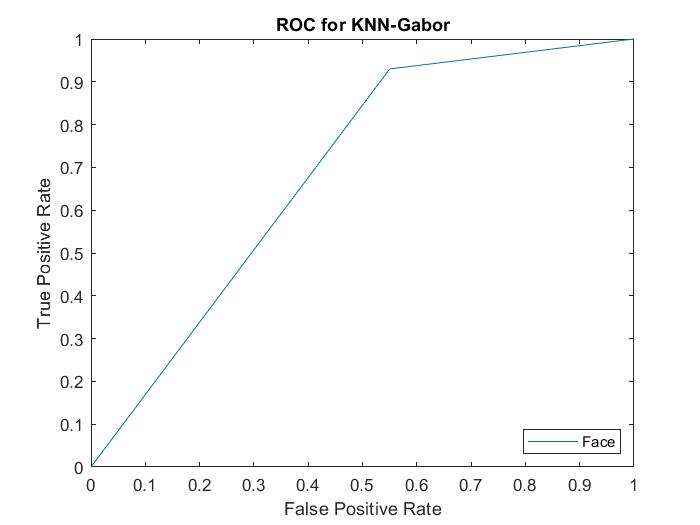 ROC for KNN-Gabor
1
0.9
0.8
0.7
0.6
0.5
0.4
0.3
0.2
0.1
0
True Positive Rate
Face
0 0.1 0.2 0.3 0.4 0.5 0.6 0.7 0.8 0.9 1
False Positive Rate